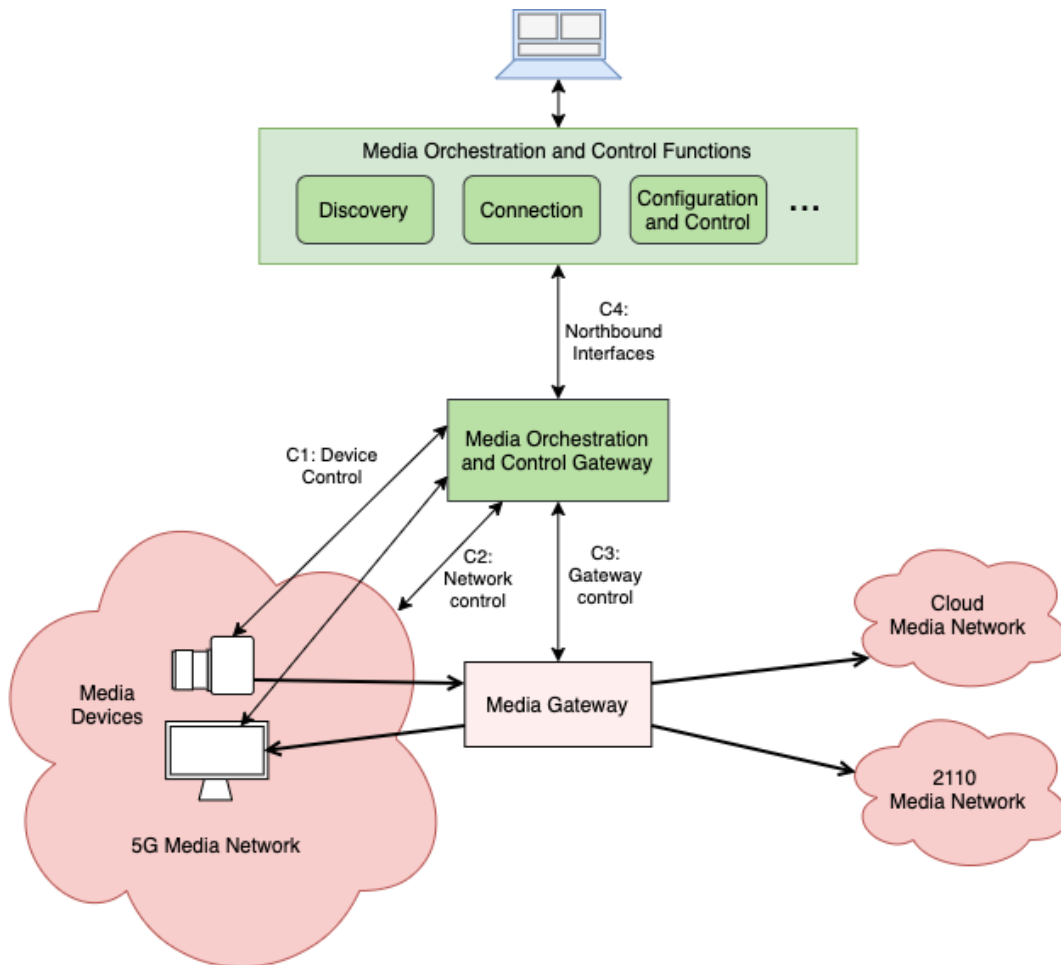 Media Orchestration and Control Functions
Discovery
Connection
Configuration
and Control
...
C4:
Northbound
Interfaces
Media Orchestration
and Control Gateway
C1: Device
Control
C2:
Network
control
C3:
Gateway
control
Cloud
Media Network
Media
Devices
Media Gateway
2110
Media Network
5G Media Network